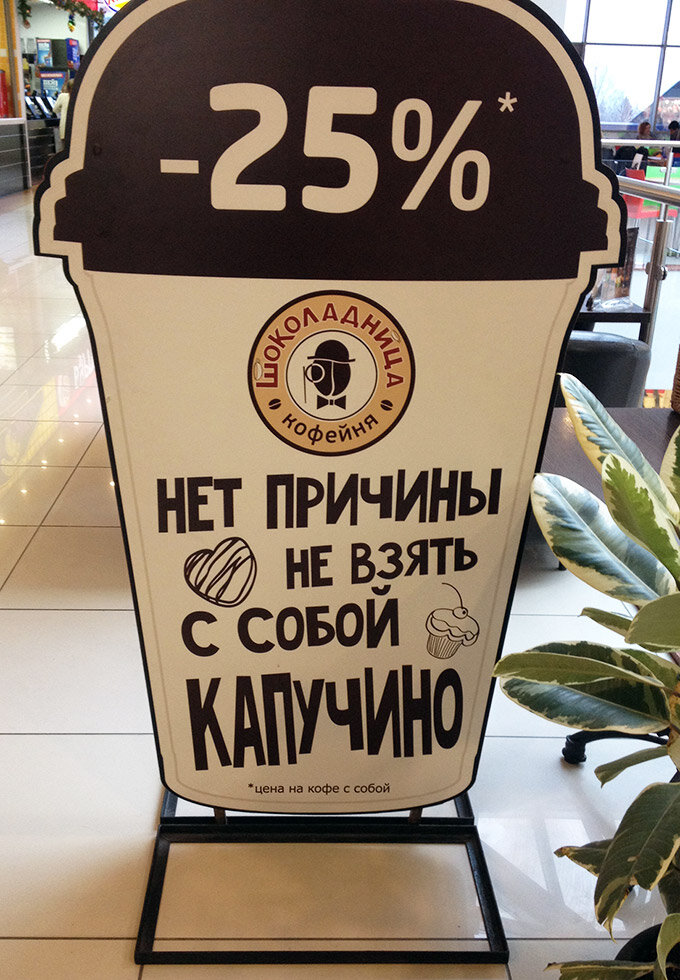 -25%*
ШОКОЛАДНИЦА
кофейня
НЕТ ПРИЧИНЫ
НЕ ВЗЯТЬ
С СОБОЙ
КАПУЧИНО
*цена на кофе с собой